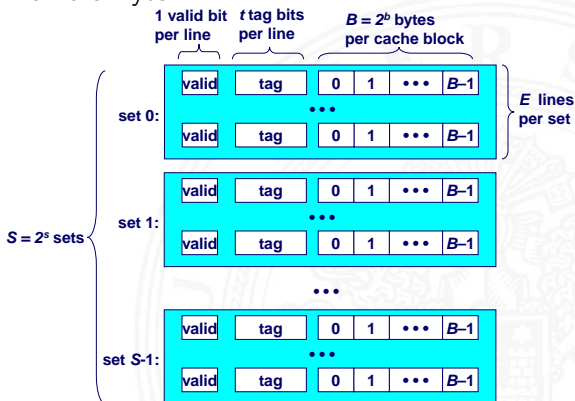 1 valid bit per line
t tag bits per line
B = 2^b bytes per cache block
valid tag 0 1 ••• B–1
•••
set 0:
valid tag 0 1 ••• B–1
E lines per set
valid tag 0 1 ••• B–1
•••
set 1:
valid tag 0 1 ••• B–1
S = 2^s sets
•••
valid tag 0 1 ••• B–1
•••
set S-1:
valid tag 0 1 ••• B–1